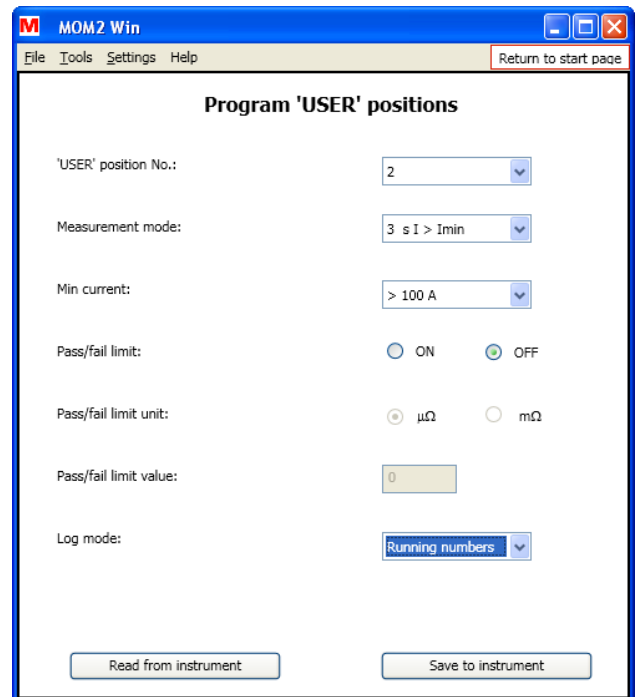 M MOM2 Win
File Tools Settings Help Return to start page
Program 'USER' positions
'USER' position No.: 2
Measurement mode: 3 s I > Imin
Min current: > 100 A
Pass/fail limit: ON OFF
Pass/fail limit unit: µΩ mΩ
Pass/fail limit value: 0
Log mode: Running numbers
Read from instrument Save to instrument